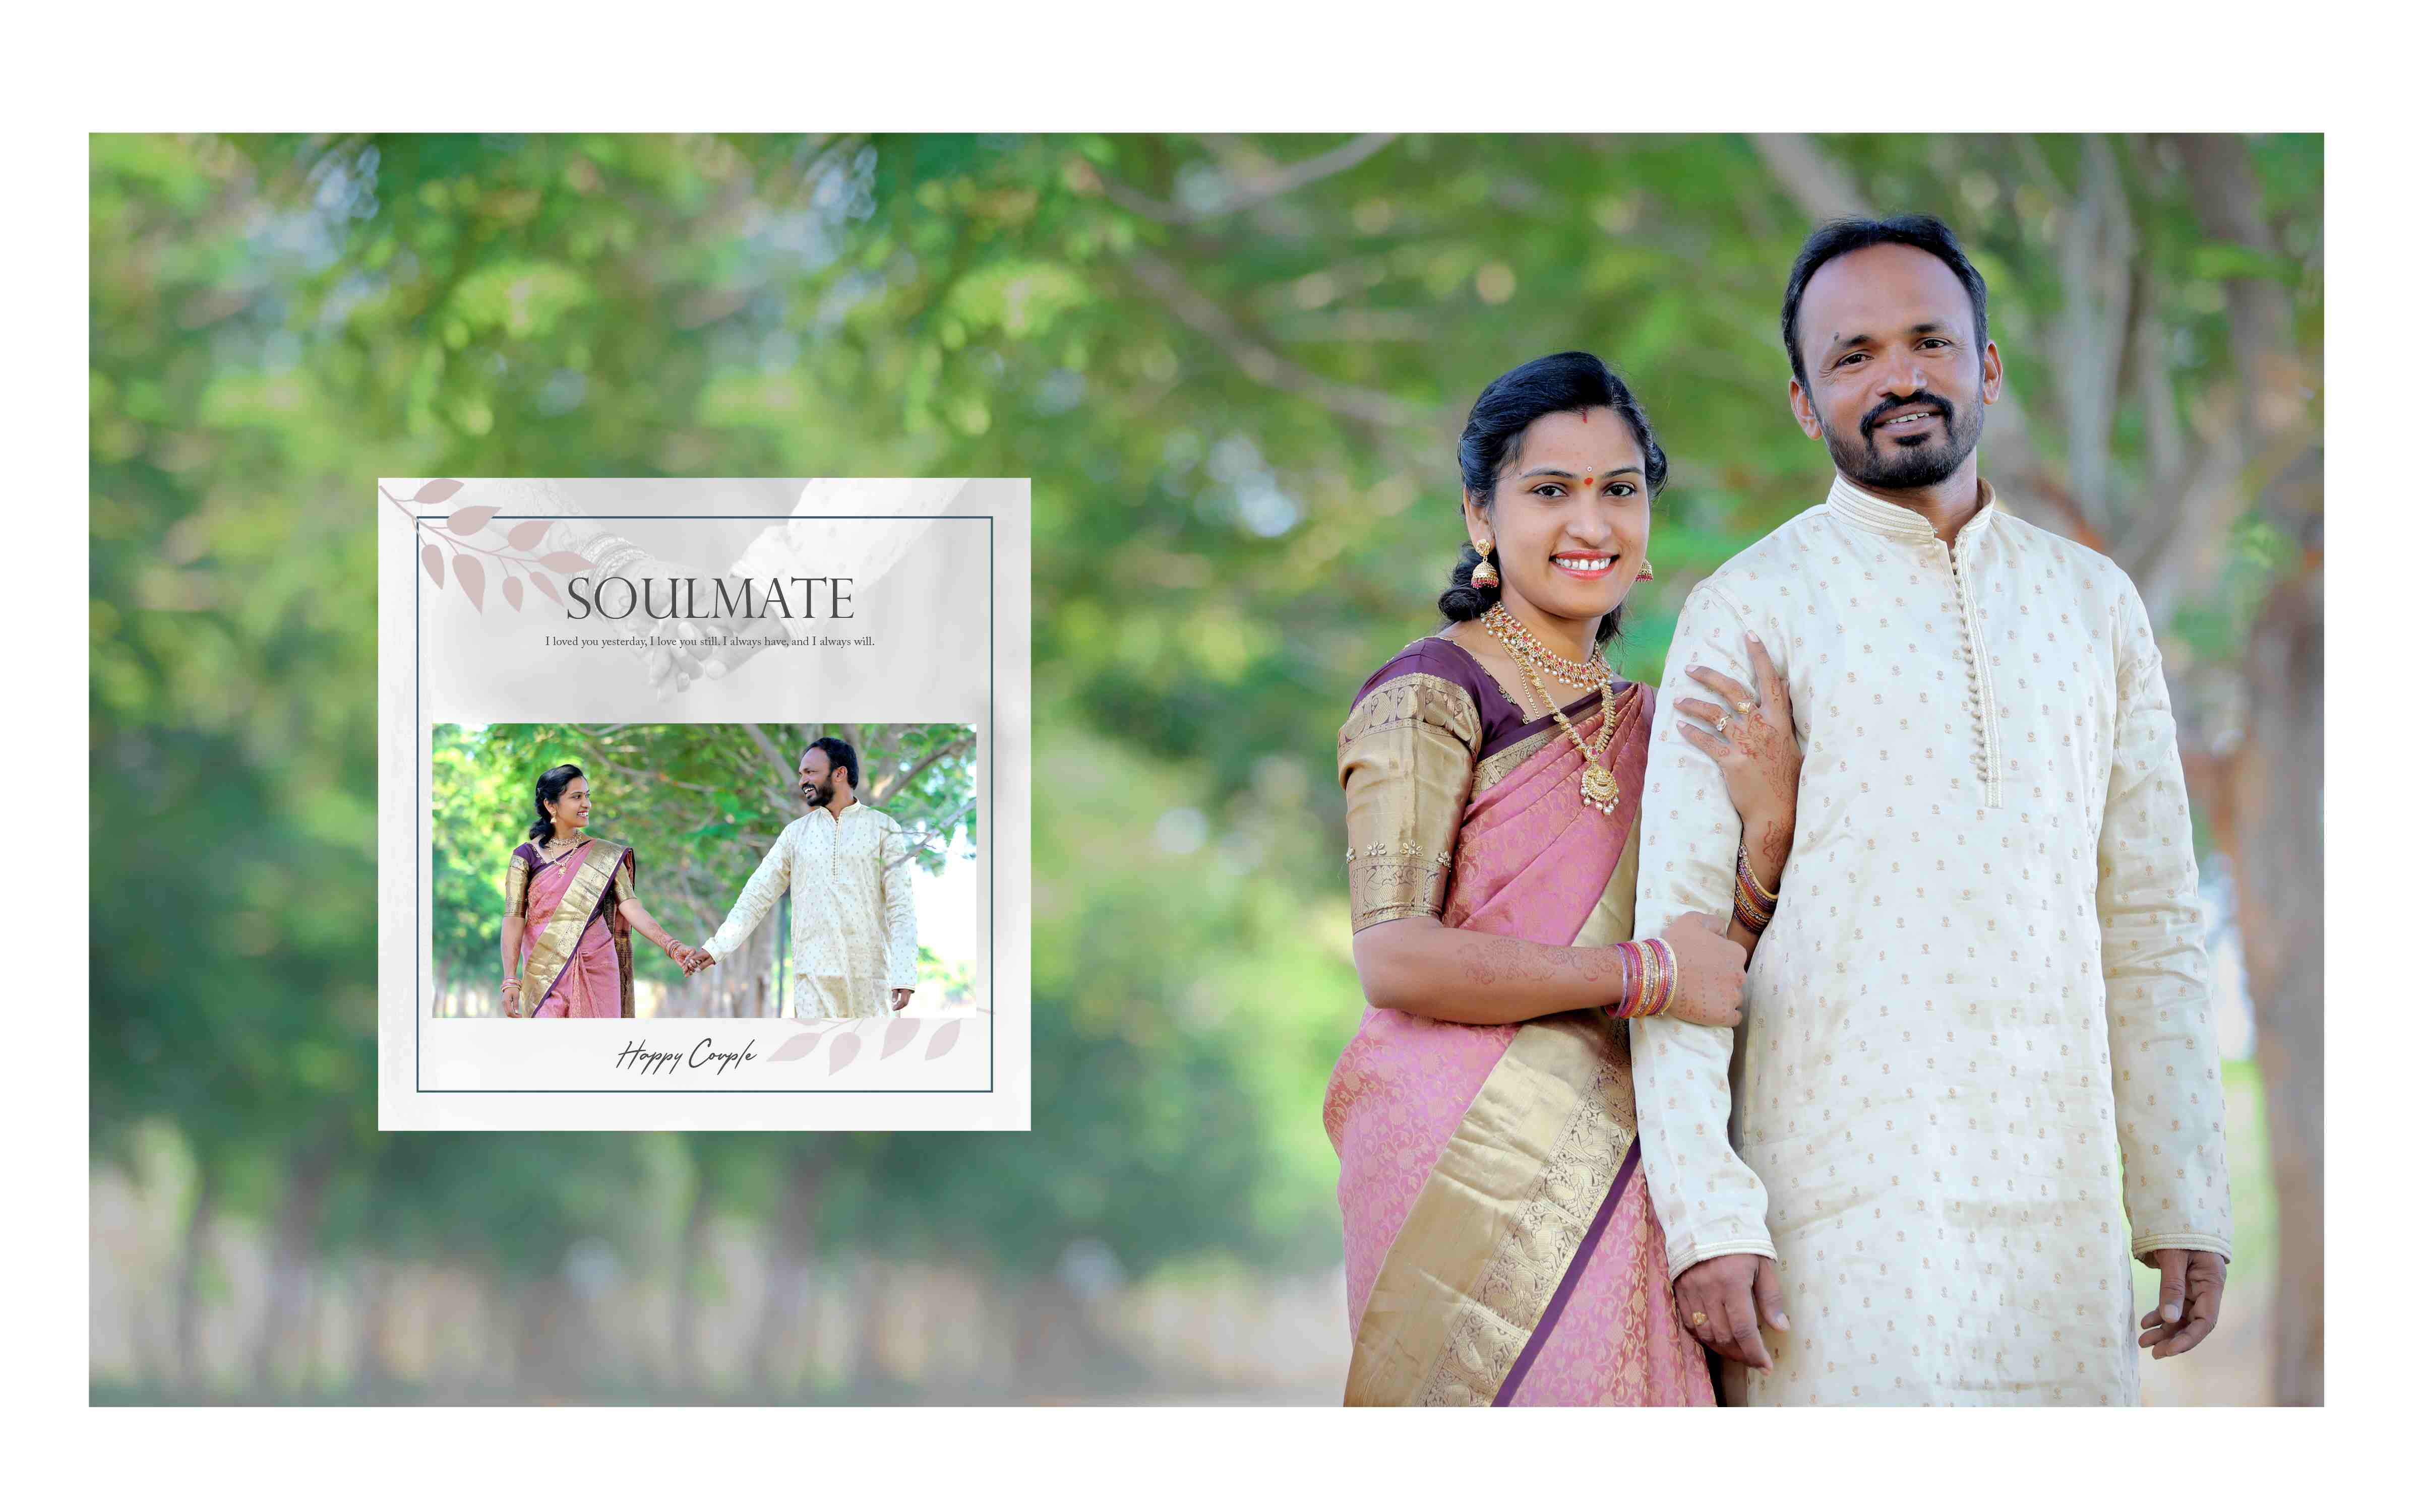 SOULMATE
I loved you yesterday, I love you still. I always have, and I always will.
Happy Couple